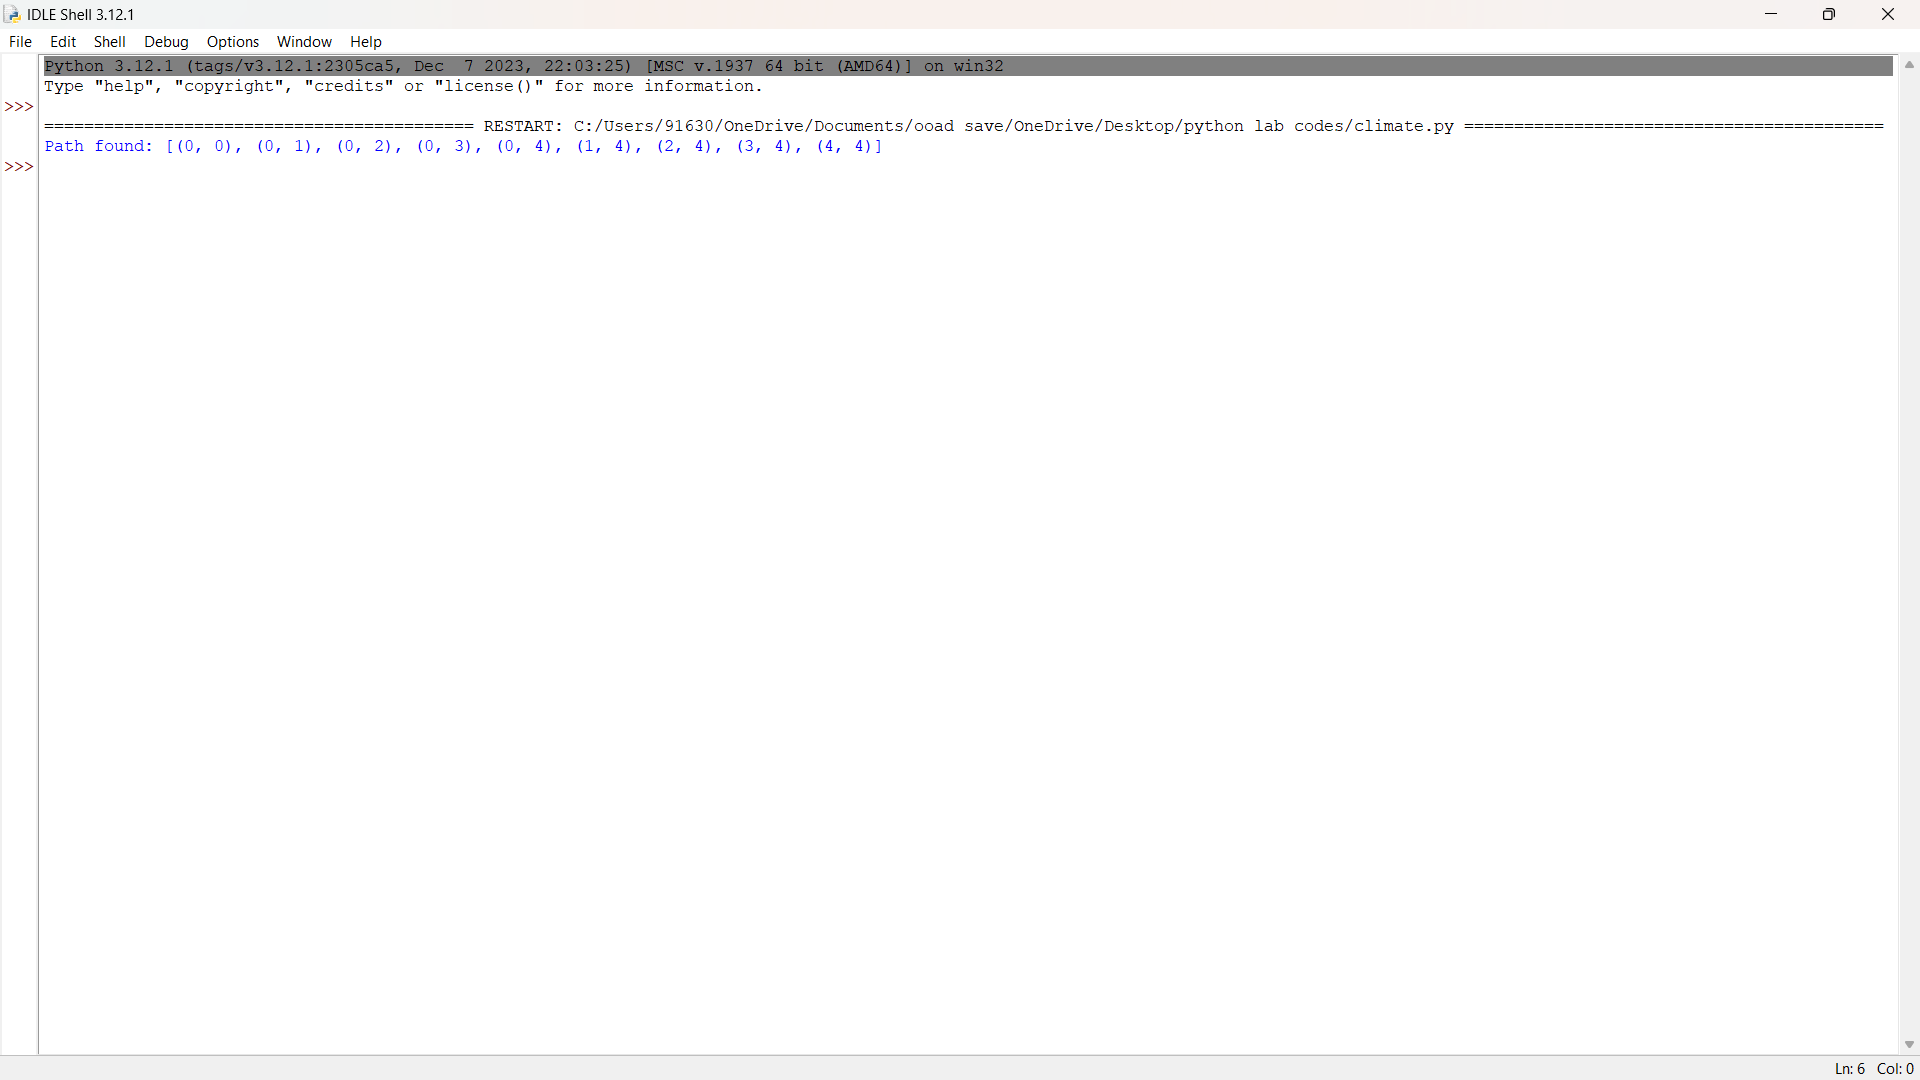 IDLE Shell 3.12.1
File Edit Shell Debug Options Window Help
Python 3.12.1 (tags/v3.12.1:2305ca5, Dec  7 2023, 22:03:25) [MSC v.1937 64 bit (AMD64)] on win32
Type "help", "copyright", "credits" or "license()" for more information.
>>>
=========================================== RESTART: C:/Users/91630/OneDrive/Documents/ooad save/OneDrive/Desktop/python lab codes/climate.py ==========================================
Path found: [(0, 0), (0, 1), (0, 2), (0, 3), (0, 4), (1, 4), (2, 4), (3, 4), (4, 4)]
>>>
Ln: 6 Col: 0